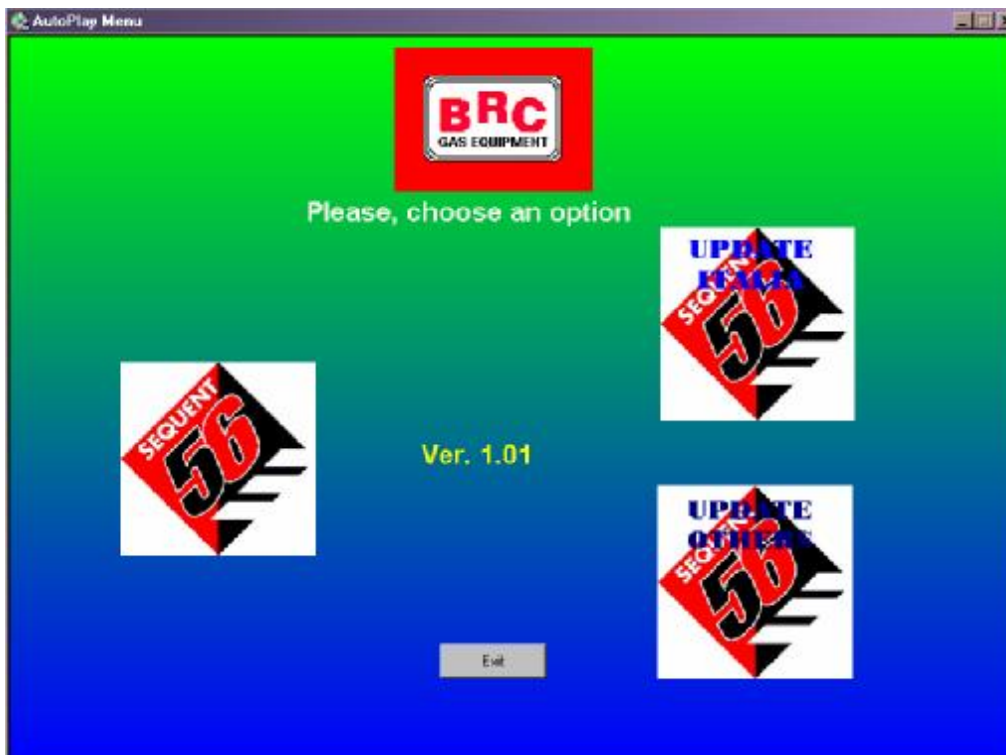 AutoPlay Menu
BRC
GAS EQUIPMENT
Please, choose an option
UPDATE
ITALIA
SEQUENT
56
SEQUENT
56
Ver. 1.01
UPDATE
OTHERS
SEQUENT
56
Exit